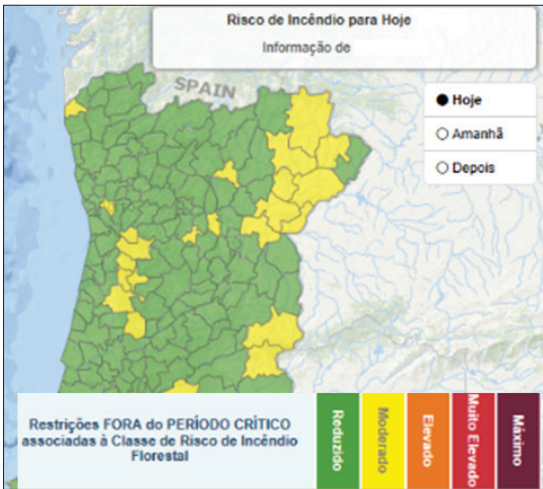 Risco de Incêndio para Hoje
Informação de
SPAIN
Hoje
Amanhã
Depois
Restrições FORA do PERÍODO CRÍTICO
associadas à Classe de Risco de Incêndio
Florestal
Reduzido
Moderado
Elevado
Muito Elevado
Máximo